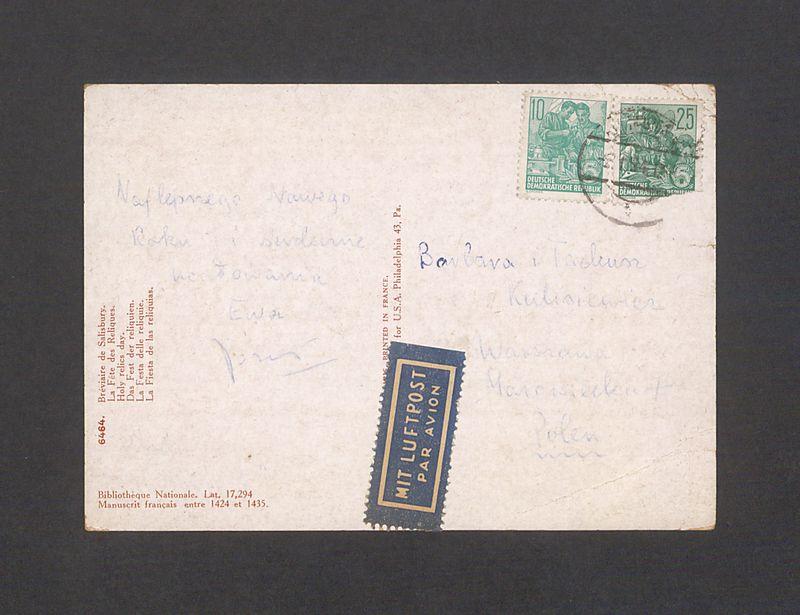 10
DEUTSCHE
DEMOKRATISCHE REPUBLIK
25
DEUTSCHE
DEMOKRATISCHE REPUBLIK
Najlepszego Nowego
Roku i serdeczne
Ewa
Barbara i Tadeusz
Kulisiewicz
Warszawa
Polen
6464. Bréviaire de Salisbury.
La Fête des Reliques.
Holy relics day.
Das Fest der reliquien.
La Festa delle reliquie.
La Fiesta de las reliquias.
PRINTED IN FRANCE.
for U.S.A. Philadelphia 43, Pa.
MIT LUFTPOST
PAR AVION
Bibliothèque Nationale. Lat. 17,294
Manuscrit français entre 1424 et 1435.